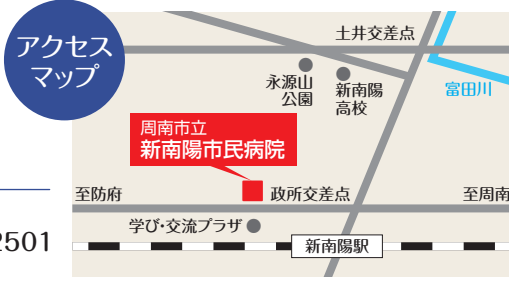 アクセス
マップ
土井交差点
永源山
公園
新南陽
高校
富田川
周南市立
新南陽市民病院
至防府
政所交差点
至周南
学び・交流プラザ
2501
新南陽駅